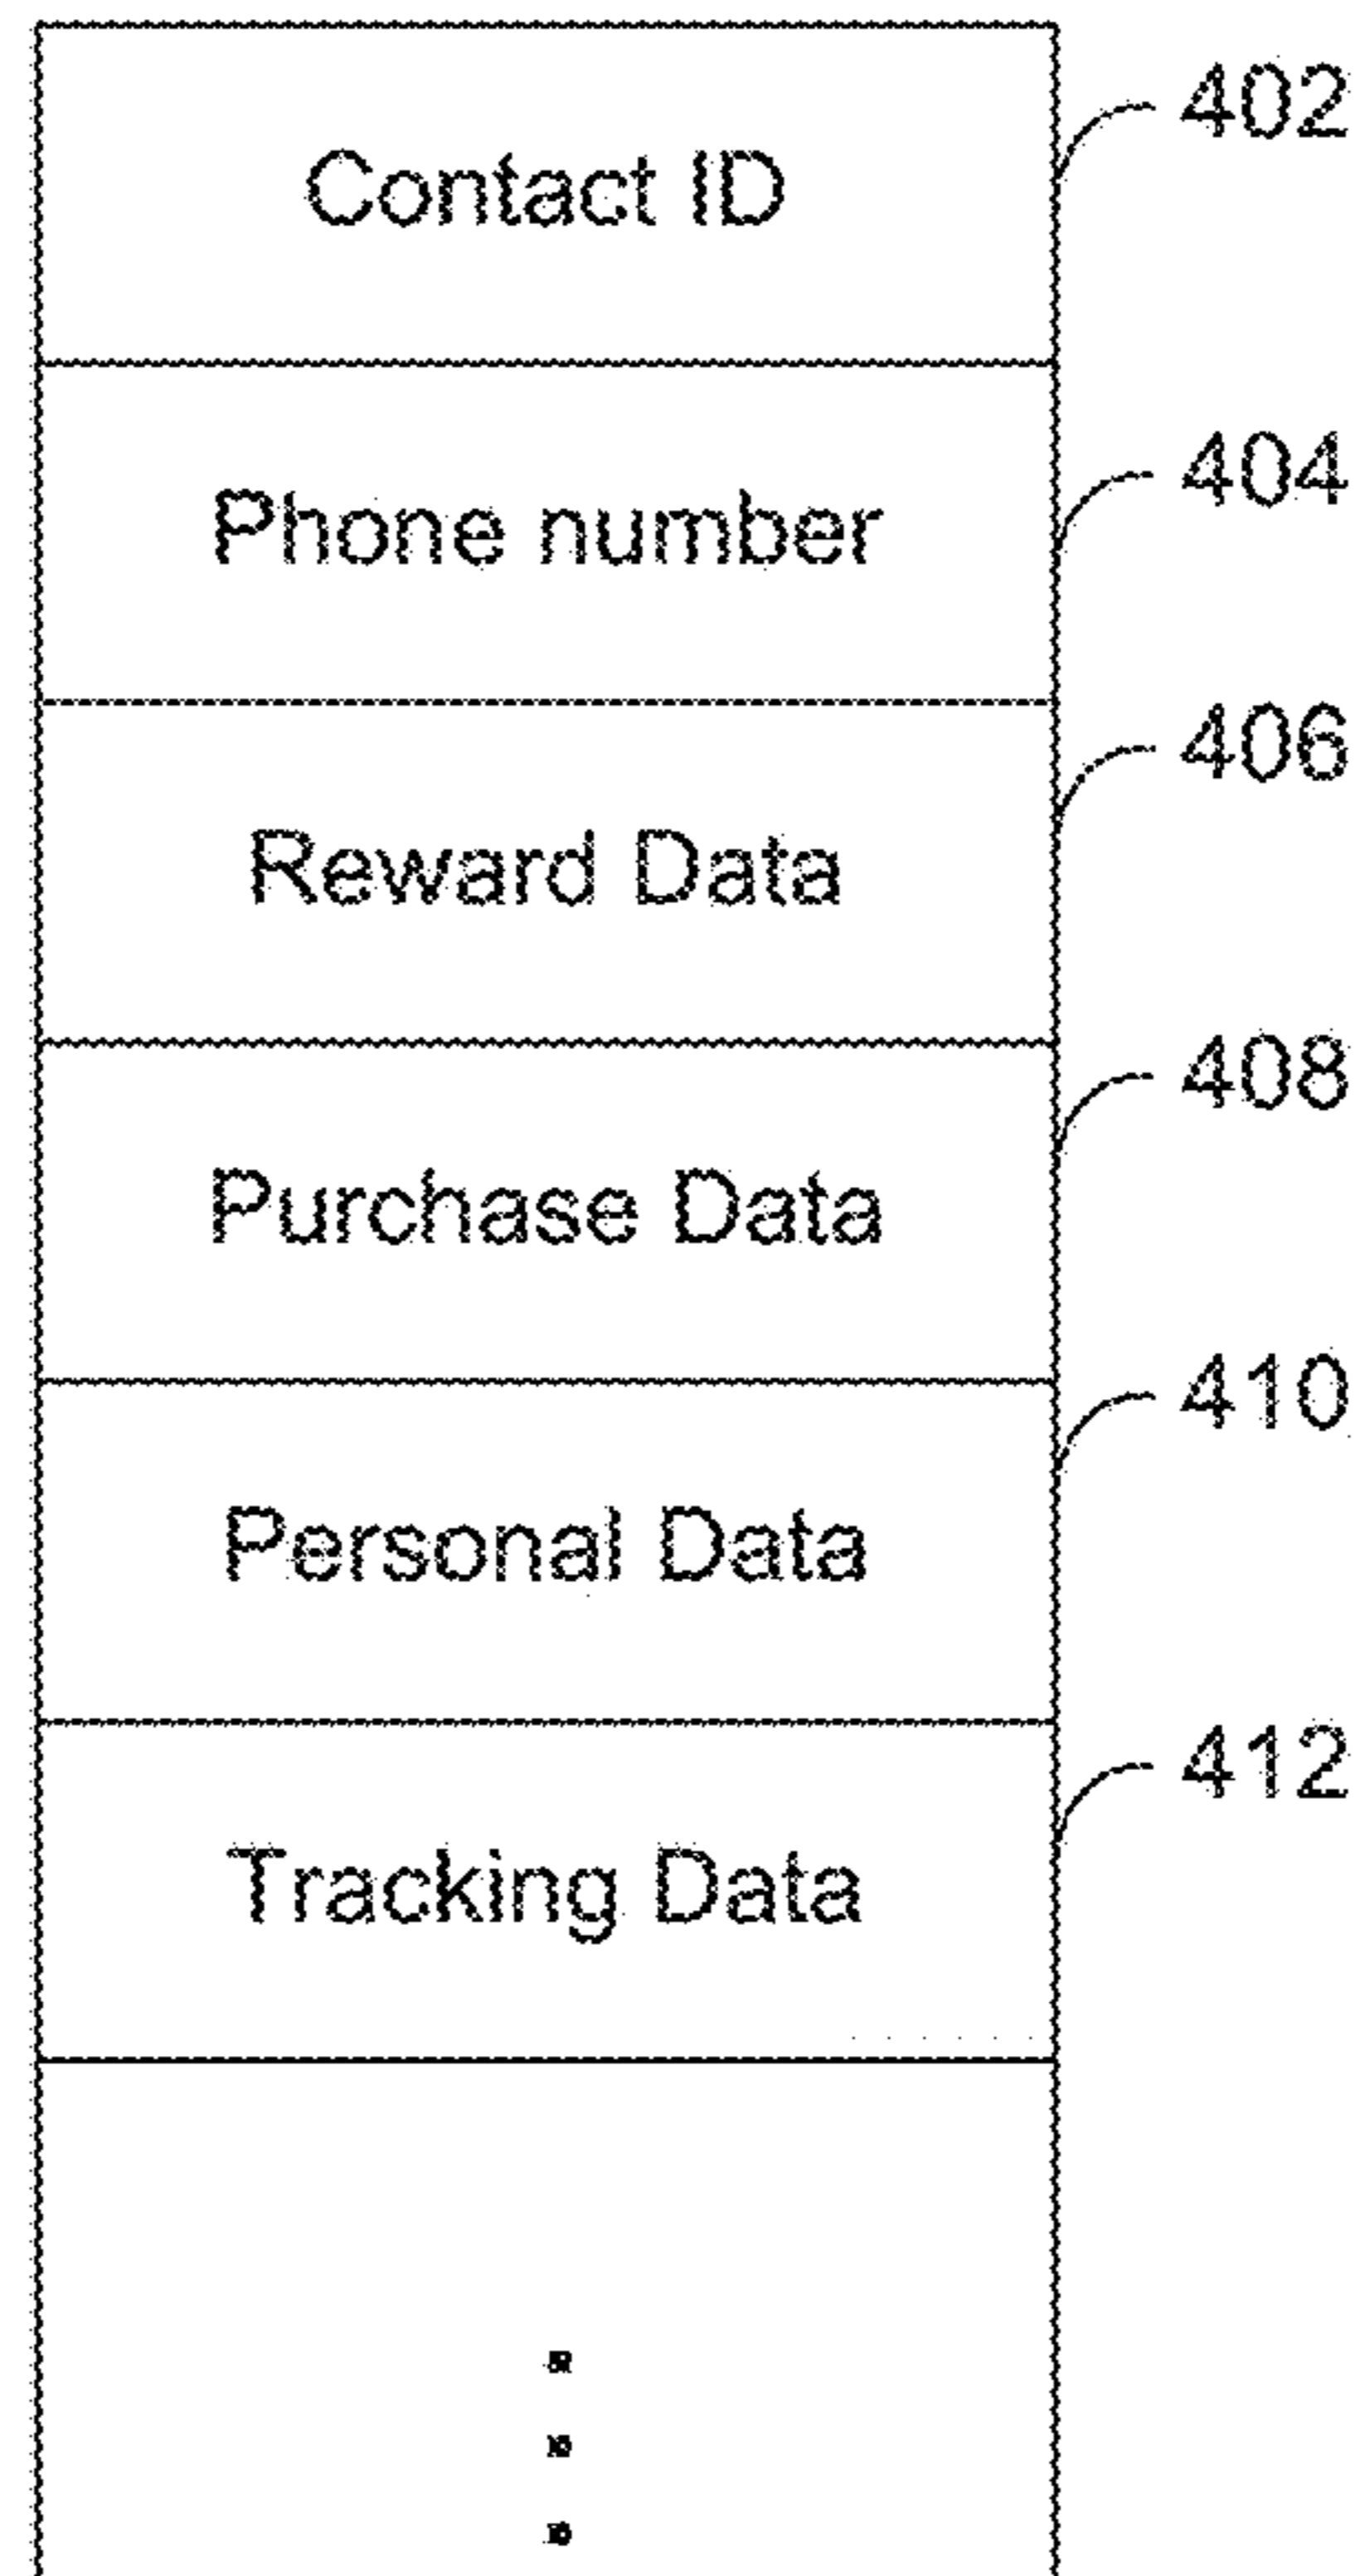 402
Contact ID
404
Phone number
406
Reward Data
408
Purchase Data
410
Personal Data
412
Tracking Data